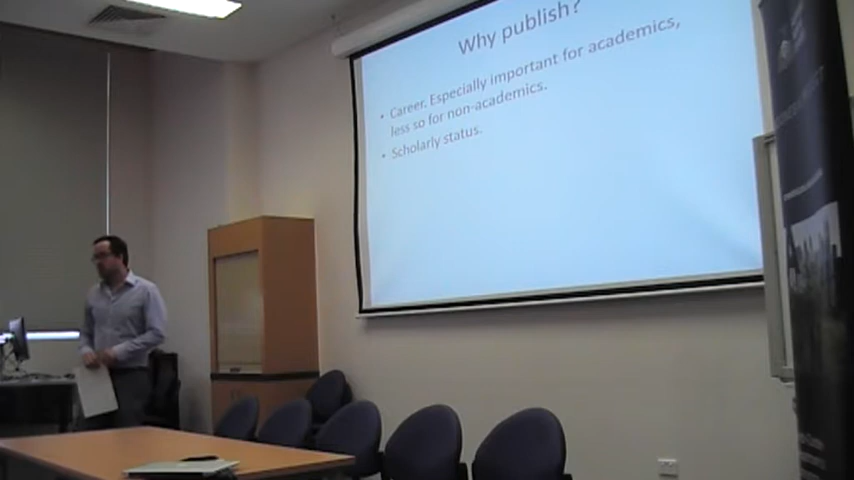 Why publish?
• Career. Especially important for academics,
less so for non-academics.
• Scholarly status.